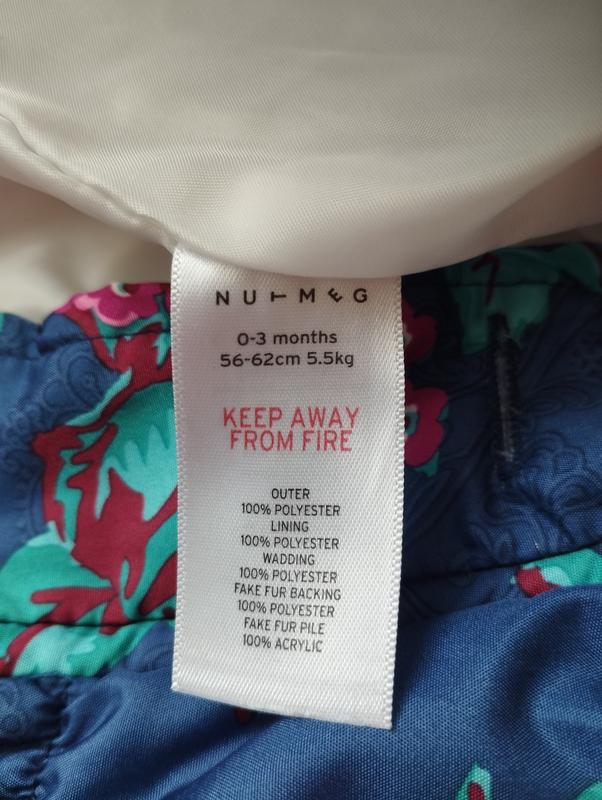 NUTMEG
0-3 months
56-62cm 5.5kg
KEEP AWAY
FROM FIRE
OUTER
100% POLYESTER
LINING
100% POLYESTER
WADDING
100% POLYESTER
FAKE FUR BACKING
100% POLYESTER
FAKE FUR PILE
100% ACRYLIC